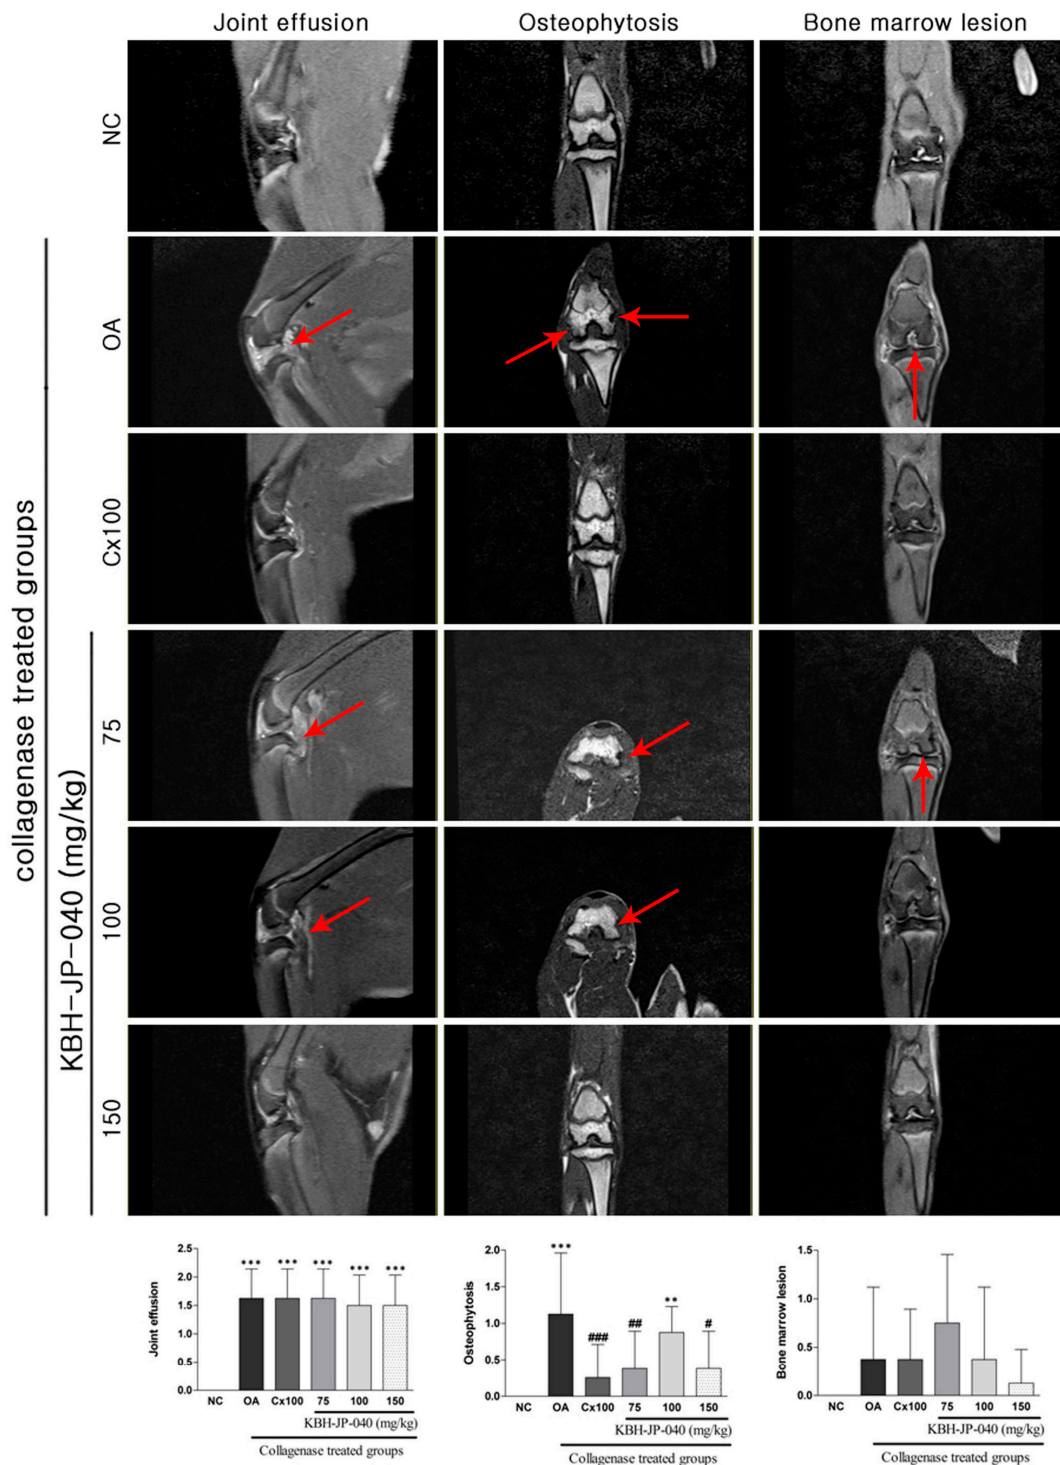 Joint effusion Osteophytosis Bone marrow lesion
NC
OA
Cx100
75
100
150
collagenase treated groups
KBH-JP-040 (mg/kg)
Joint effusion
2.5
2.0
1.5
1.0
0.5
0.0
*** *** *** *** ***
NC OA Cx100 75 100 150
KBH-JP-040 (mg/kg)
Collagenase treated groups
Osteophytosis
2.0
1.5
1.0
0.5
0.0
*** ### ## ** #
NC OA Cx100 75 100 150
KBH-JP-040 (mg/kg)
Collagenase treated groups
Bone marrow lesion
1.5
1.0
0.5
0.0
NC OA Cx100 75 100 150
KBH-JP-040 (mg/kg)
Collagenase treated groups